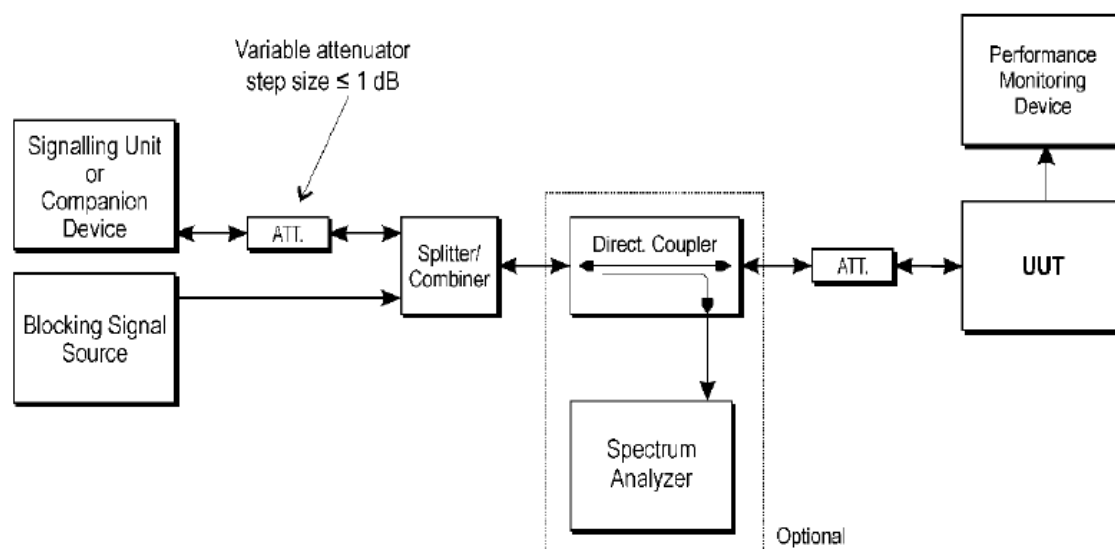 Variable attenuator
step size ≤ 1 dB
Performance
Monitoring
Device
Signalling Unit
or
Companion
Device
ATT.
Splitter/
Combiner
Direct. Coupler
ATT.
UUT
Blocking Signal
Source
Spectrum
Analyzer
Optional